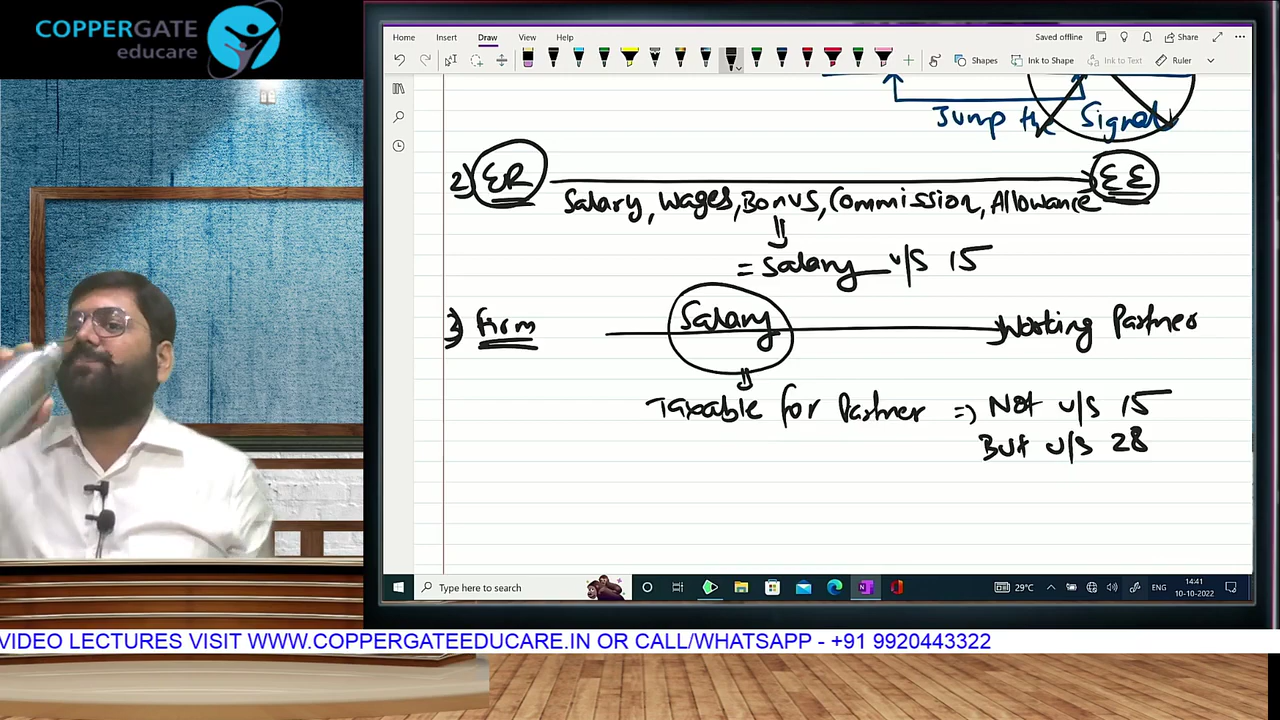 COPPERGATE
educare
Home Insert Draw View Help
Saved offline
Share
Shapes
Ink to Shape
Ink to Text
Ruler
Jump the Signal
2) ER EE
Salary, Wages, Bonus, Commission, Allowance
= Salary u/s 15
3) Firm Salary Working Partner
Taxable for Partner => Not u/s 15
But u/s 28
Type here to search
29°C
ENG
14:41
10-10-2022
VIDEO LECTURES VISIT WWW.COPPERGATEEDUCARE.IN OR CALL/WHATSAPP - +91 9920443322